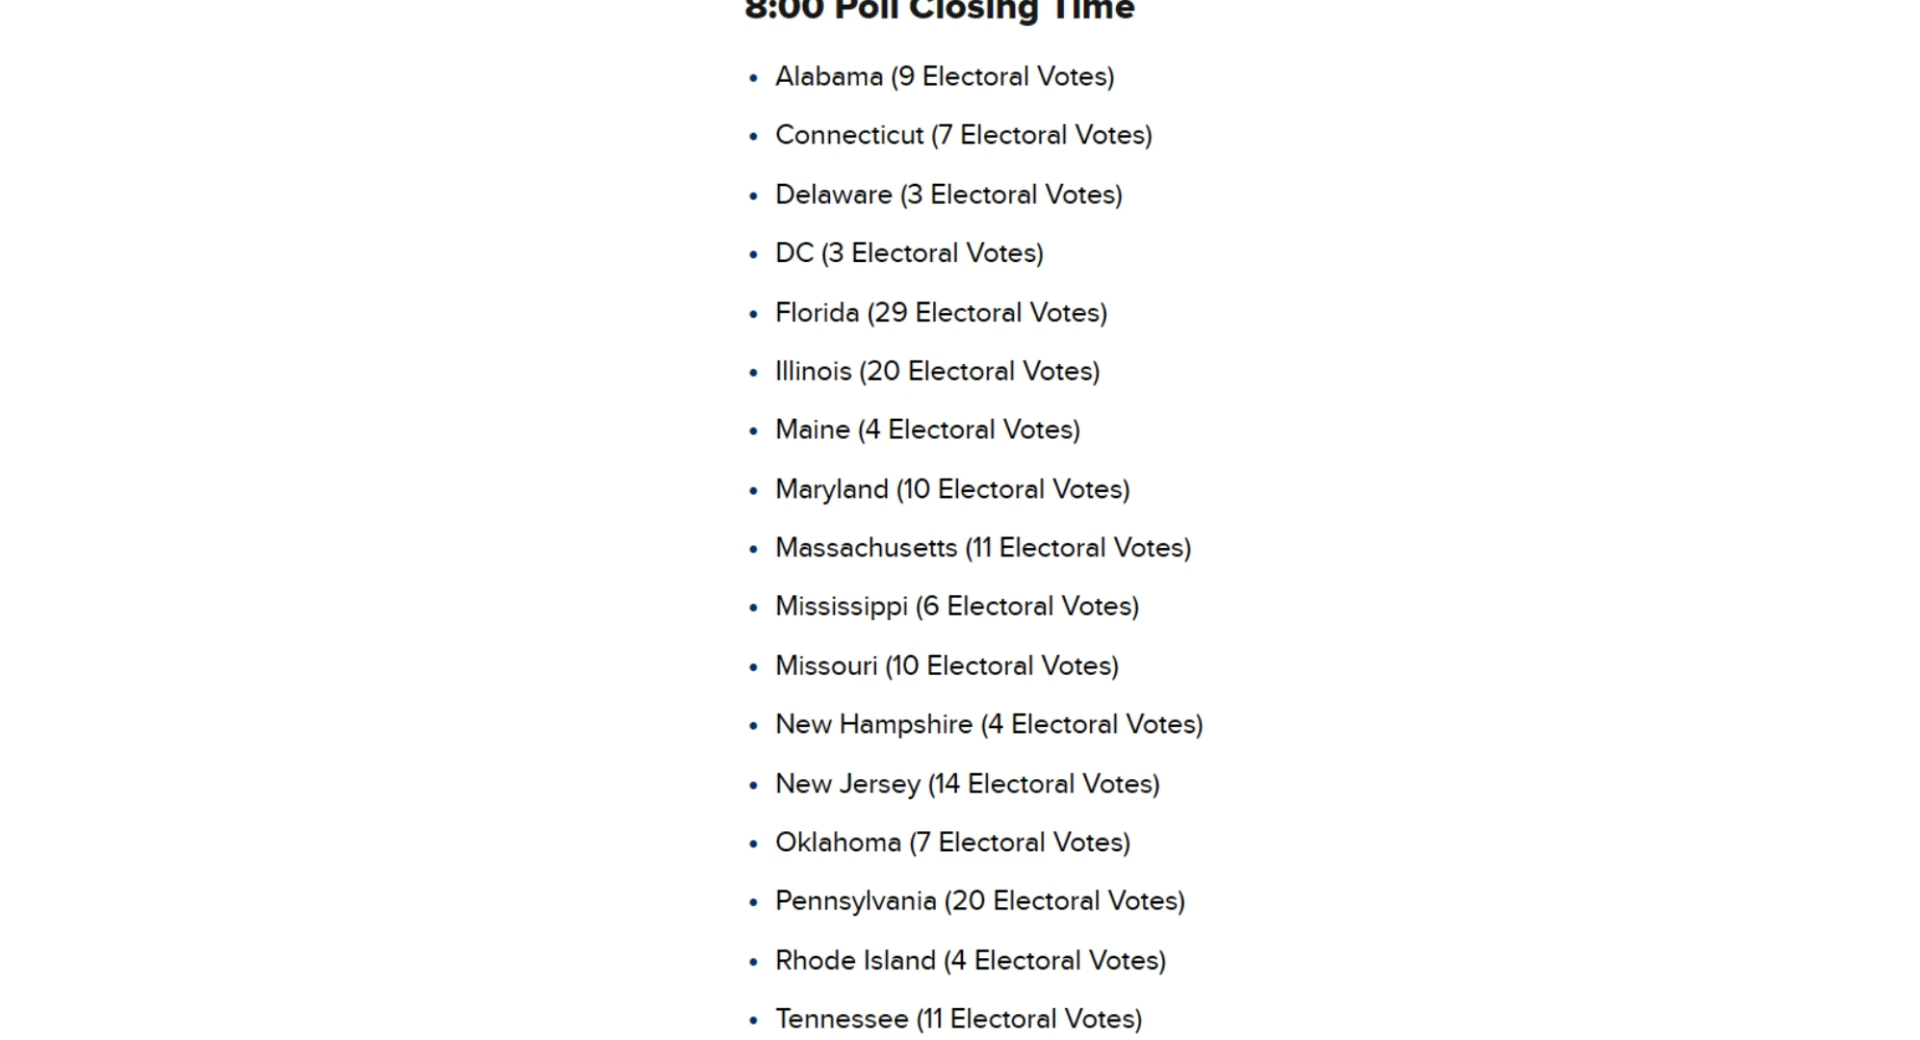 8:00 Poll Closing Time
• Alabama (9 Electoral Votes)
• Connecticut (7 Electoral Votes)
• Delaware (3 Electoral Votes)
• DC (3 Electoral Votes)
• Florida (29 Electoral Votes)
• Illinois (20 Electoral Votes)
• Maine (4 Electoral Votes)
• Maryland (10 Electoral Votes)
• Massachusetts (11 Electoral Votes)
• Mississippi (6 Electoral Votes)
• Missouri (10 Electoral Votes)
• New Hampshire (4 Electoral Votes)
• New Jersey (14 Electoral Votes)
• Oklahoma (7 Electoral Votes)
• Pennsylvania (20 Electoral Votes)
• Rhode Island (4 Electoral Votes)
• Tennessee (11 Electoral Votes)